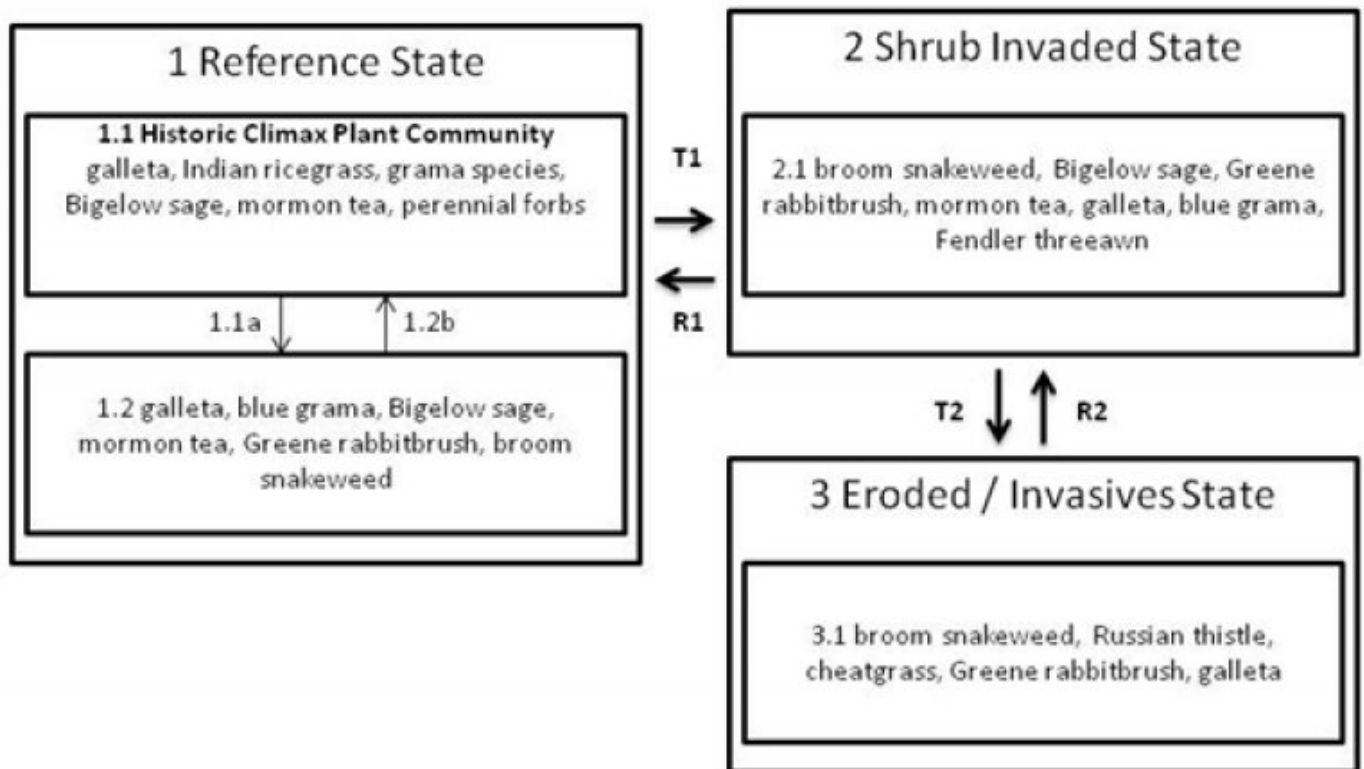 1 Reference State
1.1 Historic Climax Plant Community
galleta, Indian ricegrass, grama species,
Bigelow sage, mormon tea, perennial forbs
1.1a
1.2b
1.2 galleta, blue grama, Bigelow sage,
mormon tea, Greene rabbitbrush, broom
snakeweed
T1
R1
2 Shrub Invaded State
2.1 broom snakeweed, Bigelow sage, Greene
rabbitbrush, mormon tea, galleta, blue grama,
Fendler threeawn
T2
R2
3 Eroded / Invasives State
3.1 broom snakeweed, Russian thistle,
cheatgrass, Greene rabbitbrush, galleta